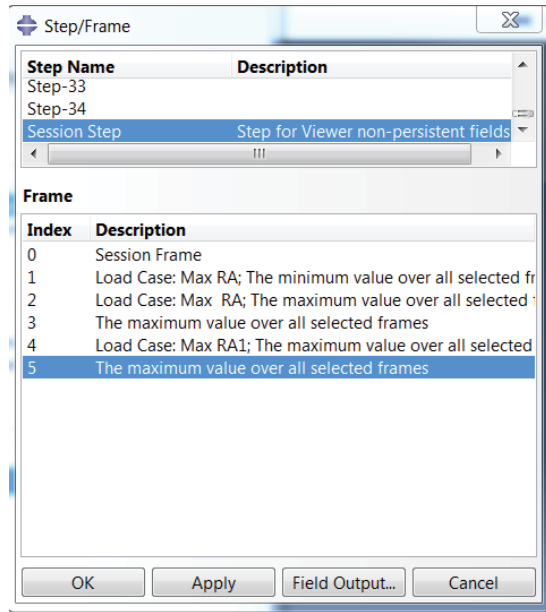 Step/Frame
Step Name Description
Step-33
Step-34
Session Step Step for Viewer non-persistent fields
Frame
Index Description
0 Session Frame
1 Load Case: Max RA; The minimum value over all selected fr
2 Load Case: Max  RA; The maximum value over all selected
3 The maximum value over all selected frames
4 Load Case: Max RA1; The maximum value over all selected
5 The maximum value over all selected frames
OK Apply Field Output... Cancel